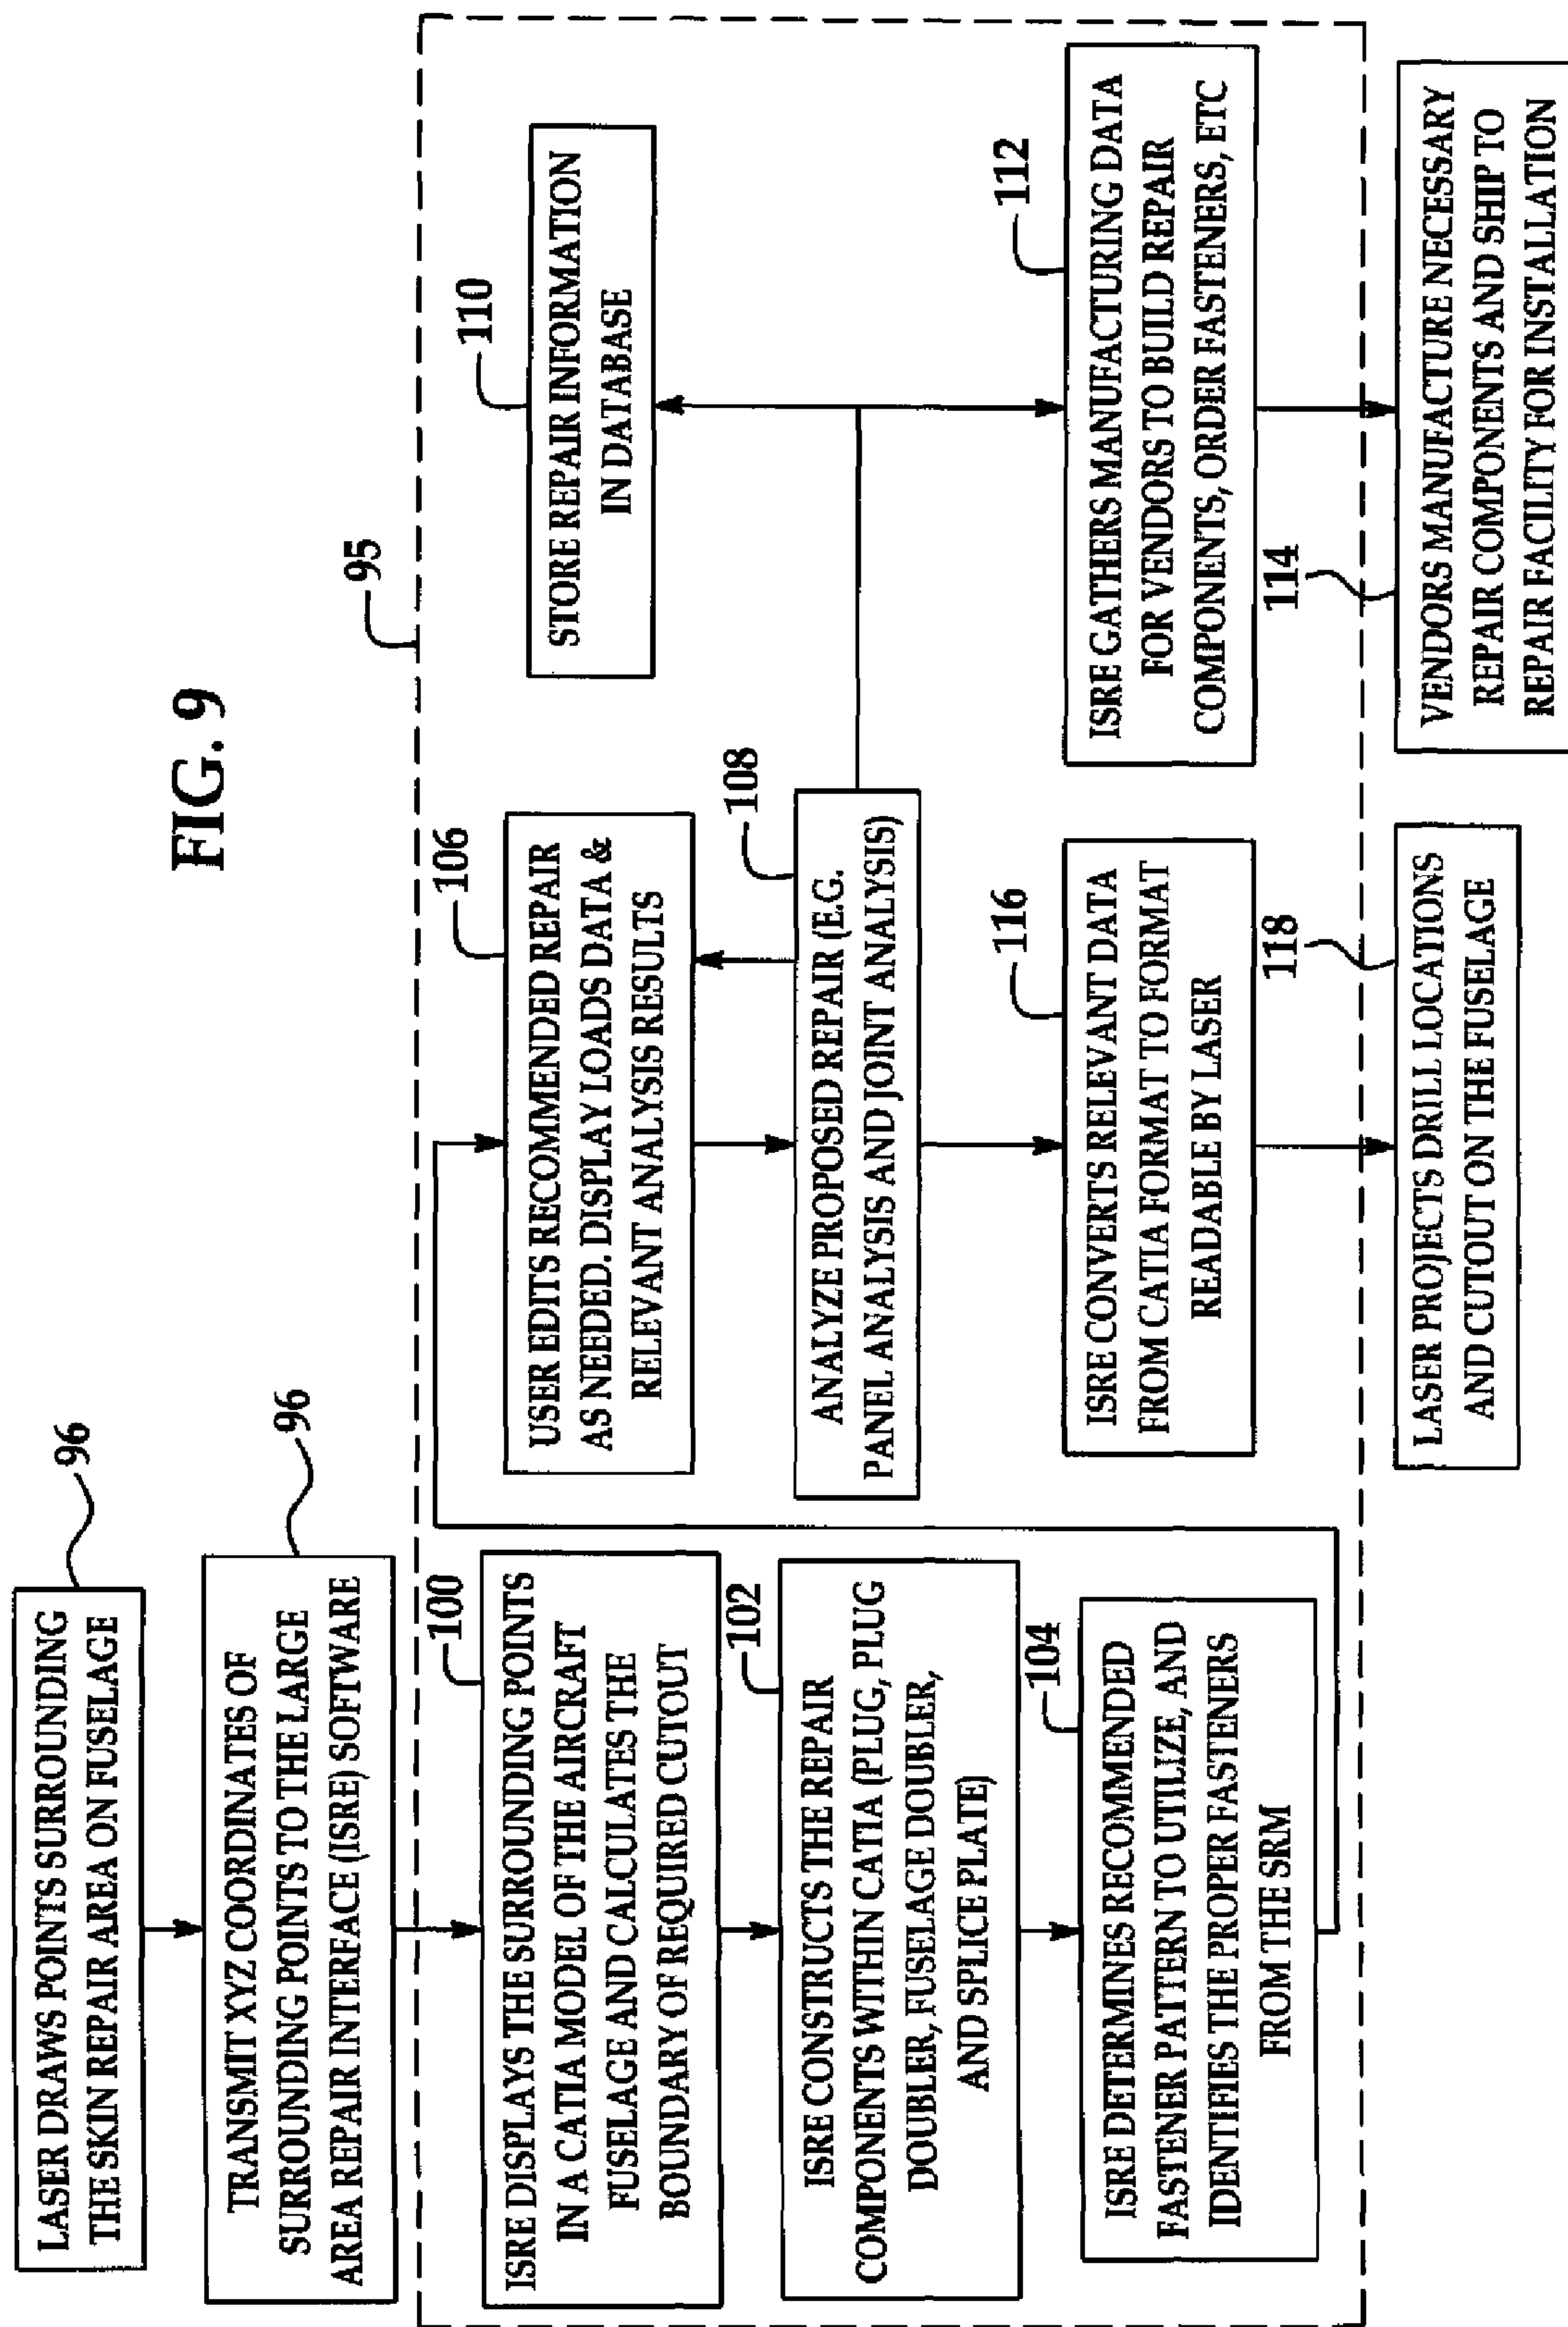 FIG. 9
95
LASER DRAWS POINTS SURROUNDING
THE SKIN REPAIR AREA ON FUSELAGE
96
TRANSMIT XYZ COORDINATES OF
SURROUNDING POINTS TO THE LARGE
AREA REPAIR INTERFACE (ISRE) SOFTWARE
96
100
ISRE DISPLAYS THE SURROUNDING POINTS
IN A CATIA MODEL OF THE AIRCRAFT
FUSELAGE AND CALCULATES THE
BOUNDARY OF REQUIRED CUTOUT
102
ISRE CONSTRUCTS THE REPAIR
COMPONENTS WITHIN CATIA (PLUG, PLUG
DOUBLER, FUSELAGE DOUBLER,
AND SPLICE PLATE)
104
ISRE DETERMINES RECOMMENDED
FASTENER PATTERN TO UTILIZE, AND
IDENTIFIES THE PROPER FASTENERS
FROM THE SRM
106
USER EDITS RECOMMENDED REPAIR
AS NEEDED. DISPLAY LOADS DATA &
RELEVANT ANALYSIS RESULTS
108
ANALYZE PROPOSED REPAIR (E.G.
PANEL ANALYSIS AND JOINT ANALYSIS)
116
ISRE CONVERTS RELEVANT DATA
FROM CATIA FORMAT TO FORMAT
READABLE BY LASER
118
LASER PROJECTS DRILL LOCATIONS
AND CUTOUT ON THE FUSELAGE
110
STORE REPAIR INFORMATION
IN DATABASE
112
ISRE GATHERS MANUFACTURING DATA
FOR VENDORS TO BUILD REPAIR
COMPONENTS, ORDER FASTENERS, ETC
114
VENDORS MANUFACTURE NECESSARY
REPAIR COMPONENTS AND SHIP TO
REPAIR FACILITY FOR INSTALLATION